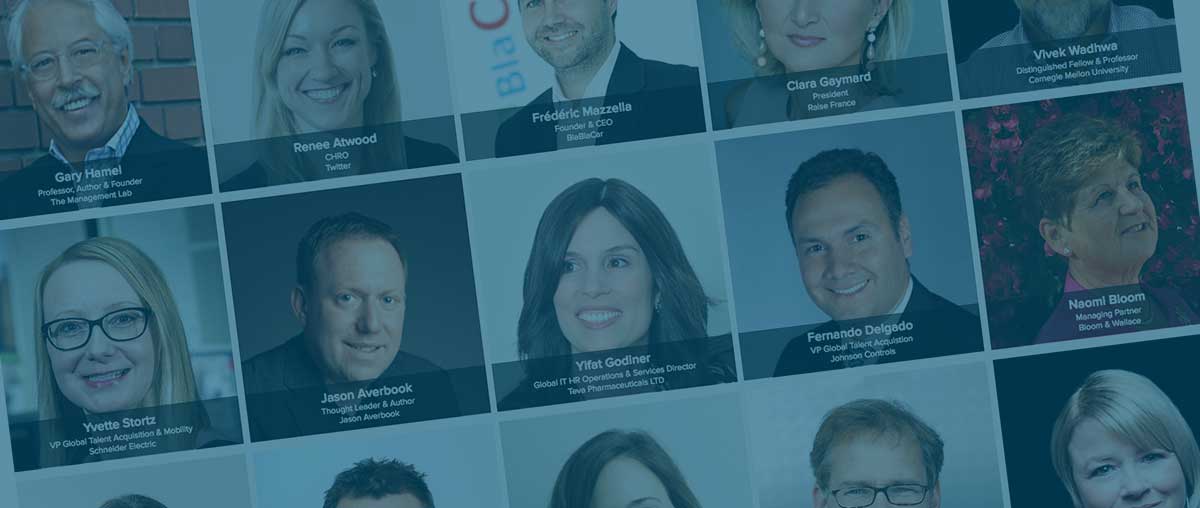 BlaC
Gary Hamel
Professor, Author & Founder
The Management Lab
Renee Atwood
CHRO
Twitter
Frédéric Mazzella
Founder & CEO
BlaBlaCar
Clara Gaymard
President
Raise France
Vivek Wadhwa
Distinguished Fellow & Professor
Carnegie Mellon University
Yvette Stortz
VP Global Talent Acquisition & Mobility
Schneider Electric
Jason Averbook
Thought Leader & Author
Jason Averbook
Yifat Godiner
Global IT HR Operations & Services Director
Teva Pharmaceuticals LTD
Fernando Delgado
VP Global Talent Acquistion
Johnson Controls
Naomi Bloom
Managing Partner
Bloom & Wallace